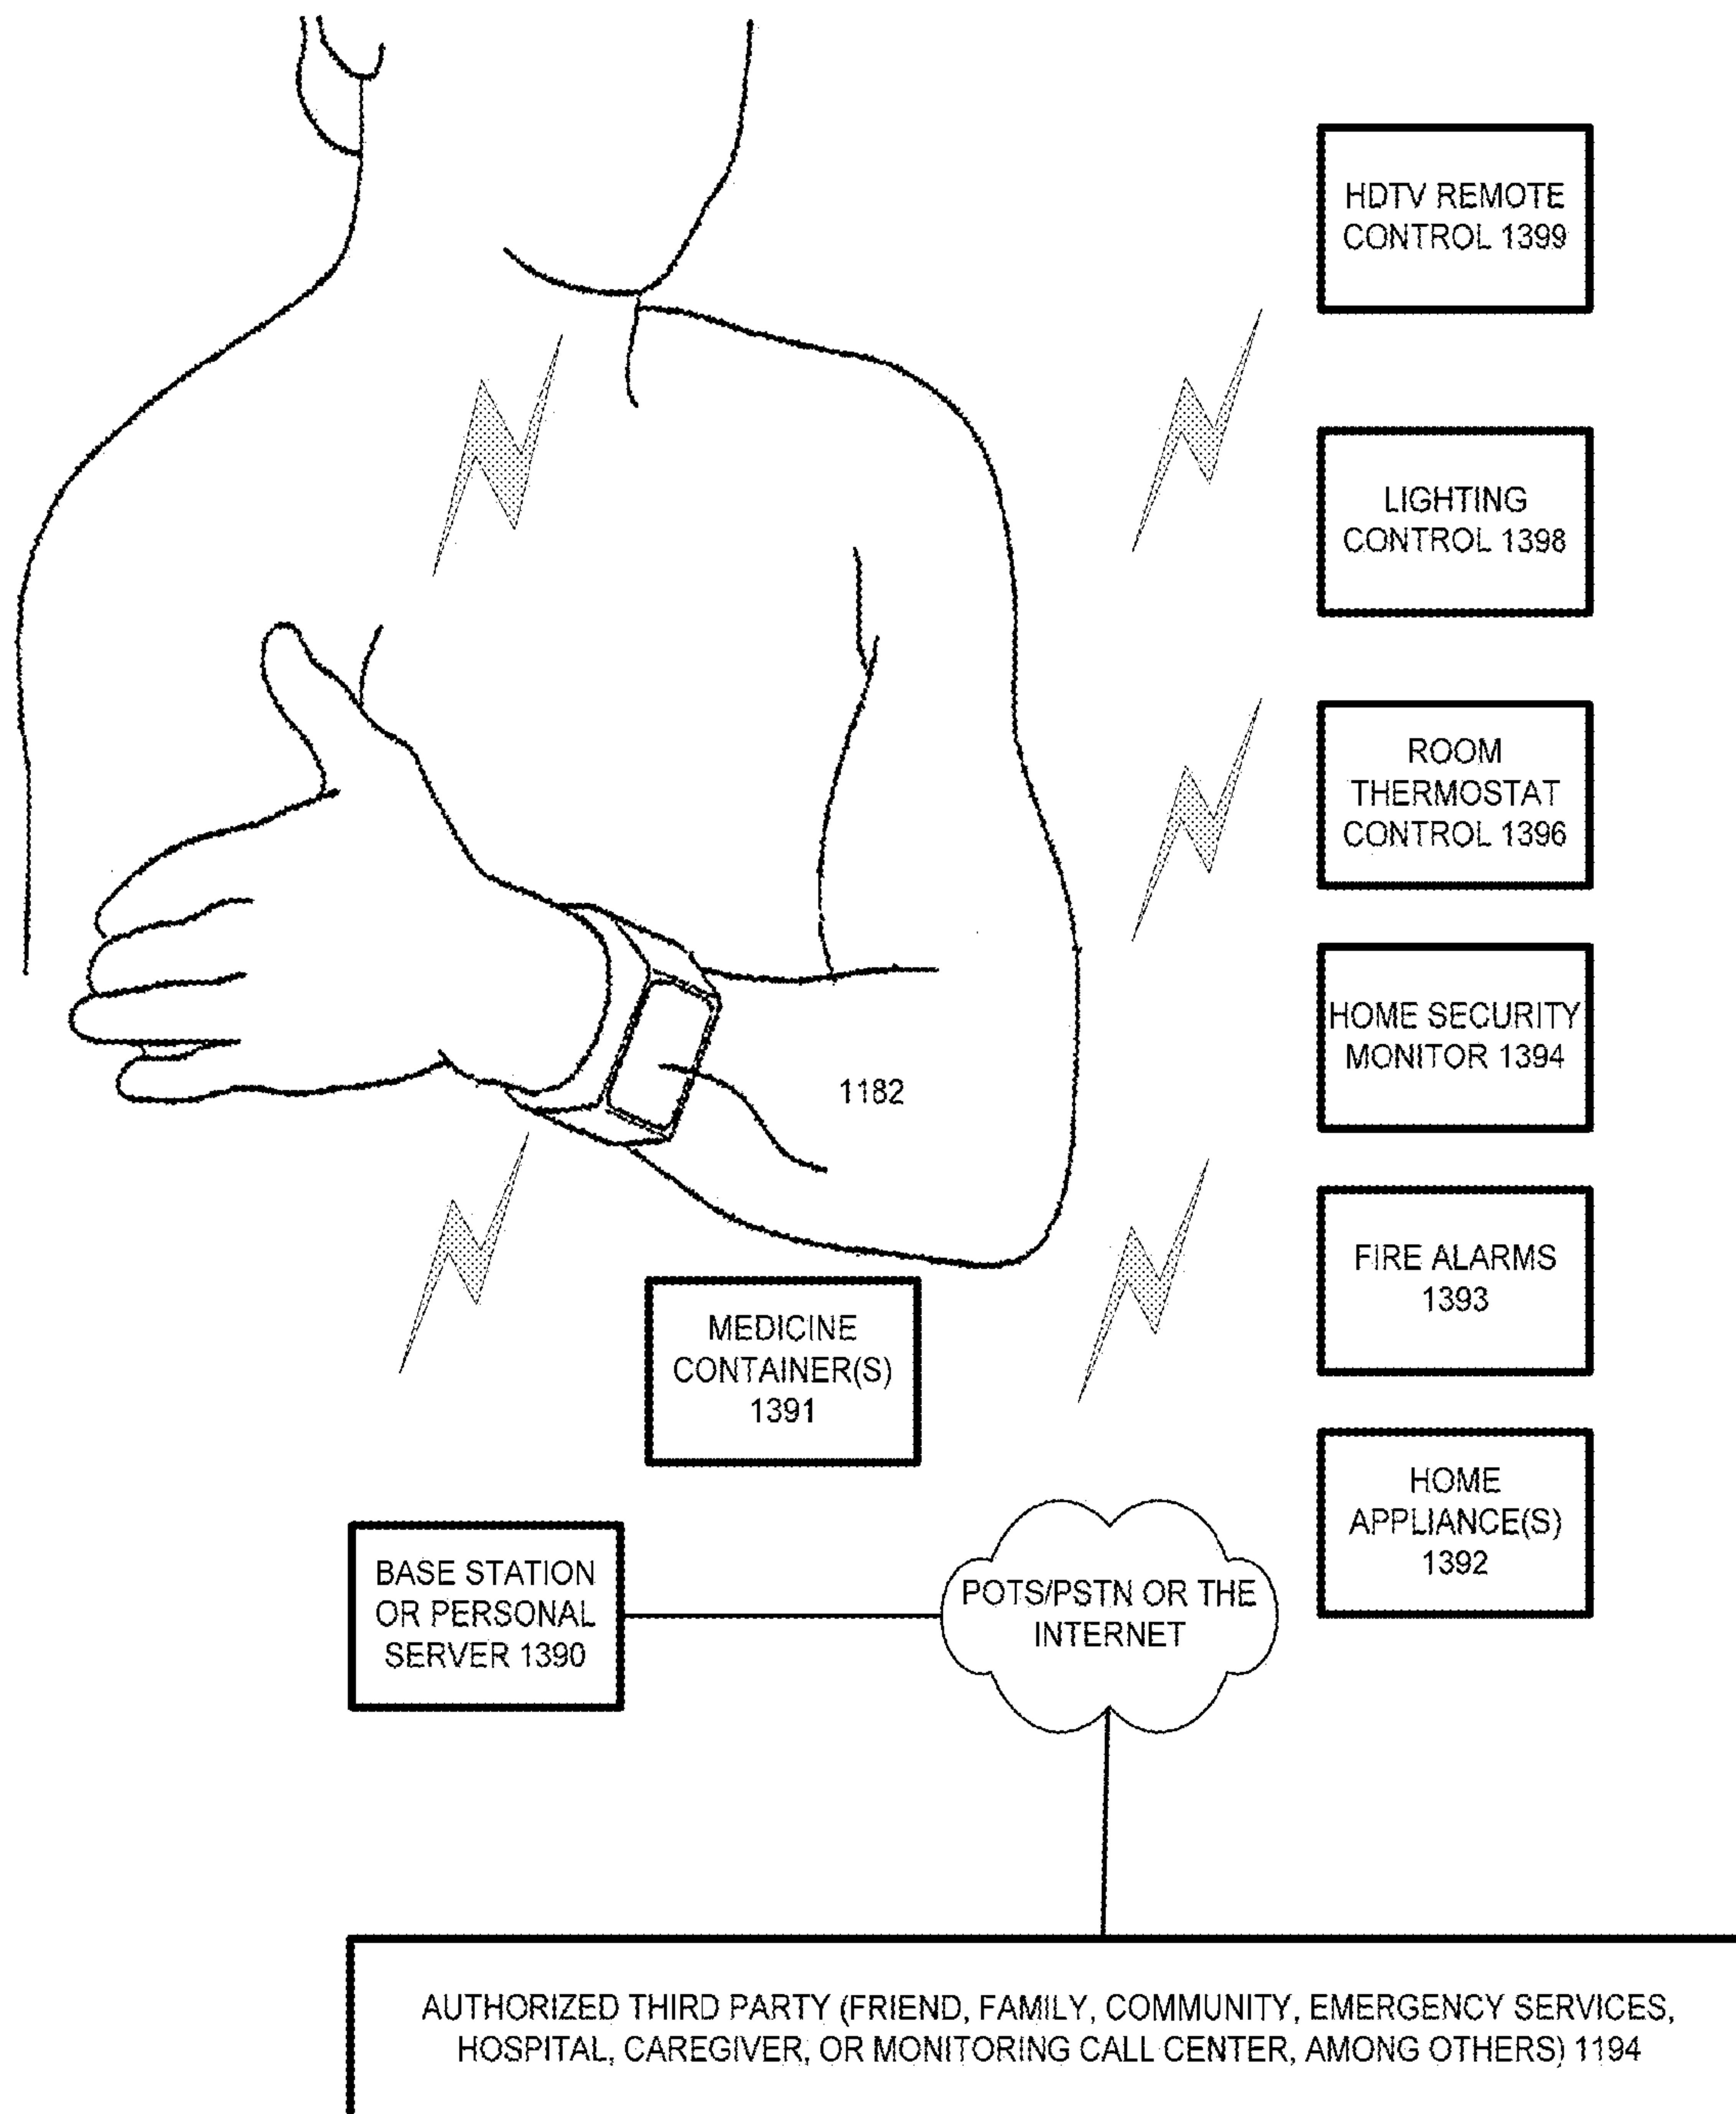 HDTV REMOTE
CONTROL 1399
LIGHTING
CONTROL 1398
ROOM
THERMOSTAT
CONTROL 1396
HOME SECURITY
MONITOR 1394
1182
FIRE ALARMS
1393
MEDICINE
CONTAINER(S)
1391
HOME
APPLIANCE(S)
1392
BASE STATION
OR PERSONAL
SERVER 1390
POTS/PSTN OR THE
INTERNET
AUTHORIZED THIRD PARTY (FRIEND, FAMILY, COMMUNITY, EMERGENCY SERVICES,
HOSPITAL, CAREGIVER, OR MONITORING CALL CENTER, AMONG OTHERS) 1194